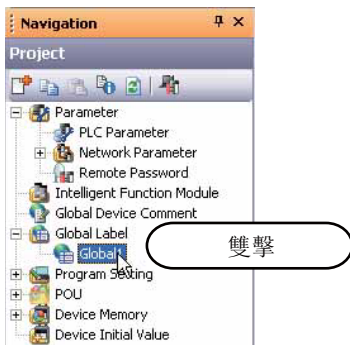 Navigation
Project
Parameter
PLC Parameter
Network Parameter
Remote Password
Intelligent Function Module
Global Device Comment
Global Label
Global1
雙擊
Program Setting
POU
Device Memory
Device Initial Value